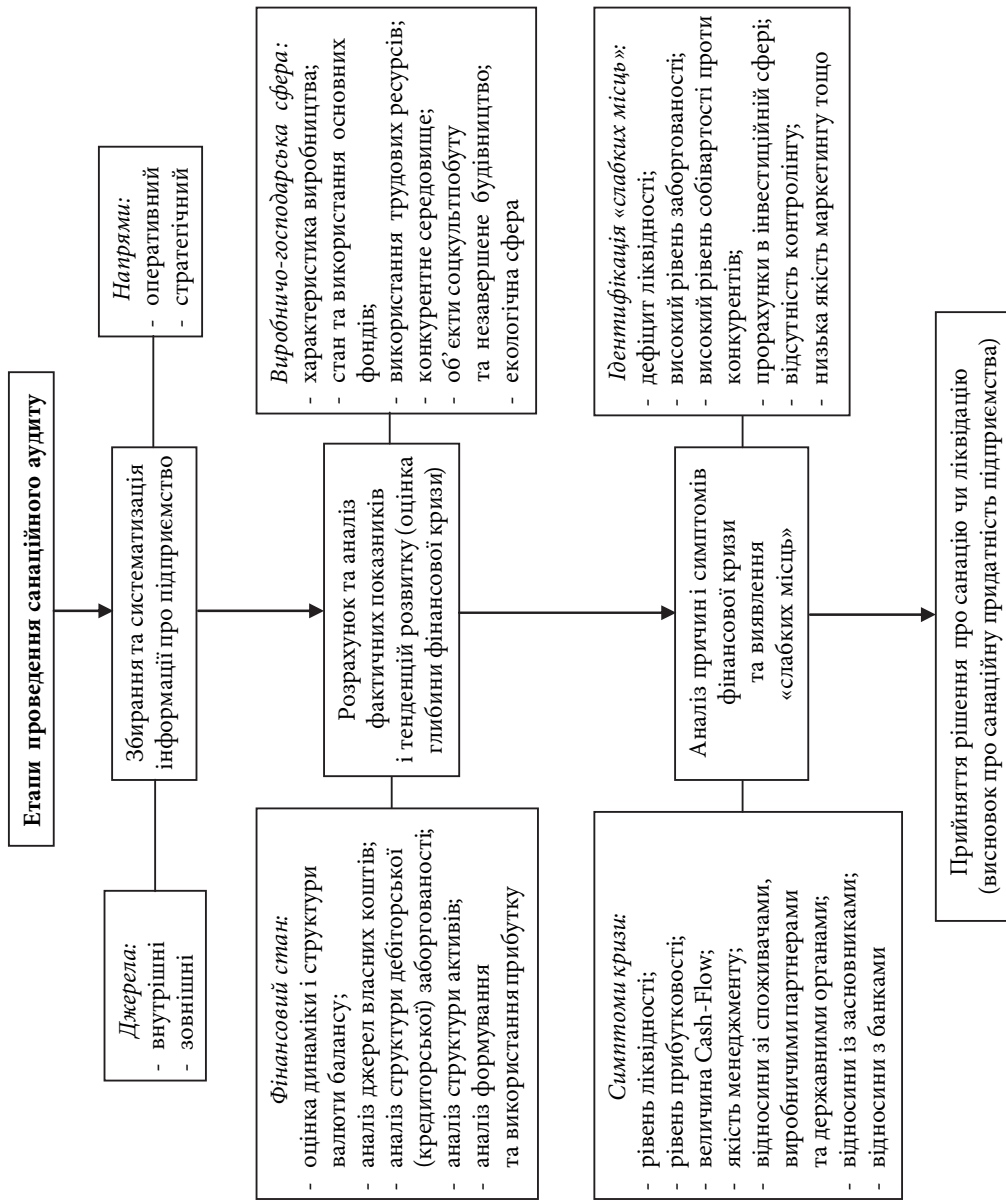 Етапи проведення санаційного аудиту
Джерела:
- внутрішні
- зовнішні
Збирання та систематизація
інформації про підприємство
Напрями:
- оперативний
- стратегічний
Фінансовий стан:
- оцінка динаміки і структури
валюти балансу;
- аналіз джерел власних коштів;
- аналіз структури дебіторської
(кредиторської) заборгованості;
- аналіз структури активів;
- аналіз формування
та використання прибутку
Розрахунок та аналіз
фактичних показників
і тенденцій розвитку (оцінка
глибини фінансової кризи)
Виробничо-господарська сфера:
- характеристика виробництва;
- стан та використання основних
фондів;
- використання трудових ресурсів;
- конкурентне середовище;
- об’єкти соцкультпобуту
та незавершене будівництво;
- екологічна сфера
Симптоми кризи:
- рівень ліквідності;
- рівень прибутковості;
- величина Cash-Flow;
- якість менеджменту;
- відносини зі споживачами,
виробничими партнерами
та державними органами;
- відносини із засновниками;
- відносини з банками
Аналіз причин і симптомів
фінансової кризи
та виявлення
«слабких місць»
Ідентифікація «слабких місць»:
- дефіцит ліквідності;
- високий рівень заборгованості;
- високий рівень собівартості проти
конкурентів;
- прорахунки в інвестиційній сфері;
- відсутність контролінгу;
- низька якість маркетингу тощо
Прийняття рішення про санацію чи ліквідацію
(висновок про санаційну придатність підприємства)